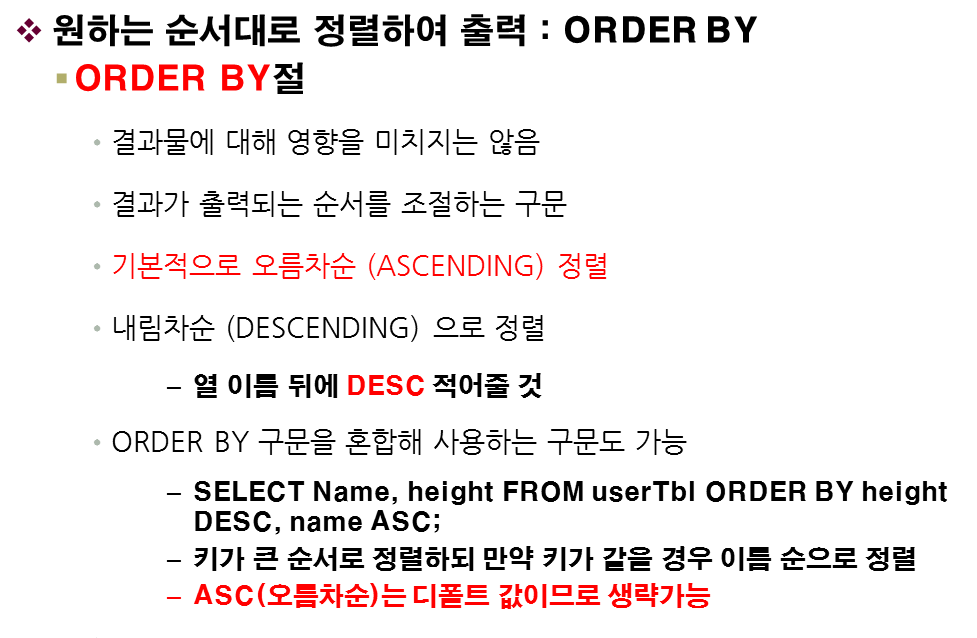 ❖ 원하는 순서대로 정렬하여 출력 : ORDER BY
▪ ORDER BY절
• 결과물에 대해 영향을 미치지는 않음
• 결과가 출력되는 순서를 조절하는 구문
• 기본적으로 오름차순 (ASCENDING) 정렬
• 내림차순 (DESCENDING) 으로 정렬
– 열 이름 뒤에 DESC 적어줄 것
• ORDER BY 구문을 혼합해 사용하는 구문도 가능
– SELECT Name, height FROM userTbl ORDER BY height
DESC, name ASC;
– 키가 큰 순서로 정렬하되 만약 키가 같을 경우 이름 순으로 정렬
– ASC(오름차순)는 디폴트 값이므로 생략가능